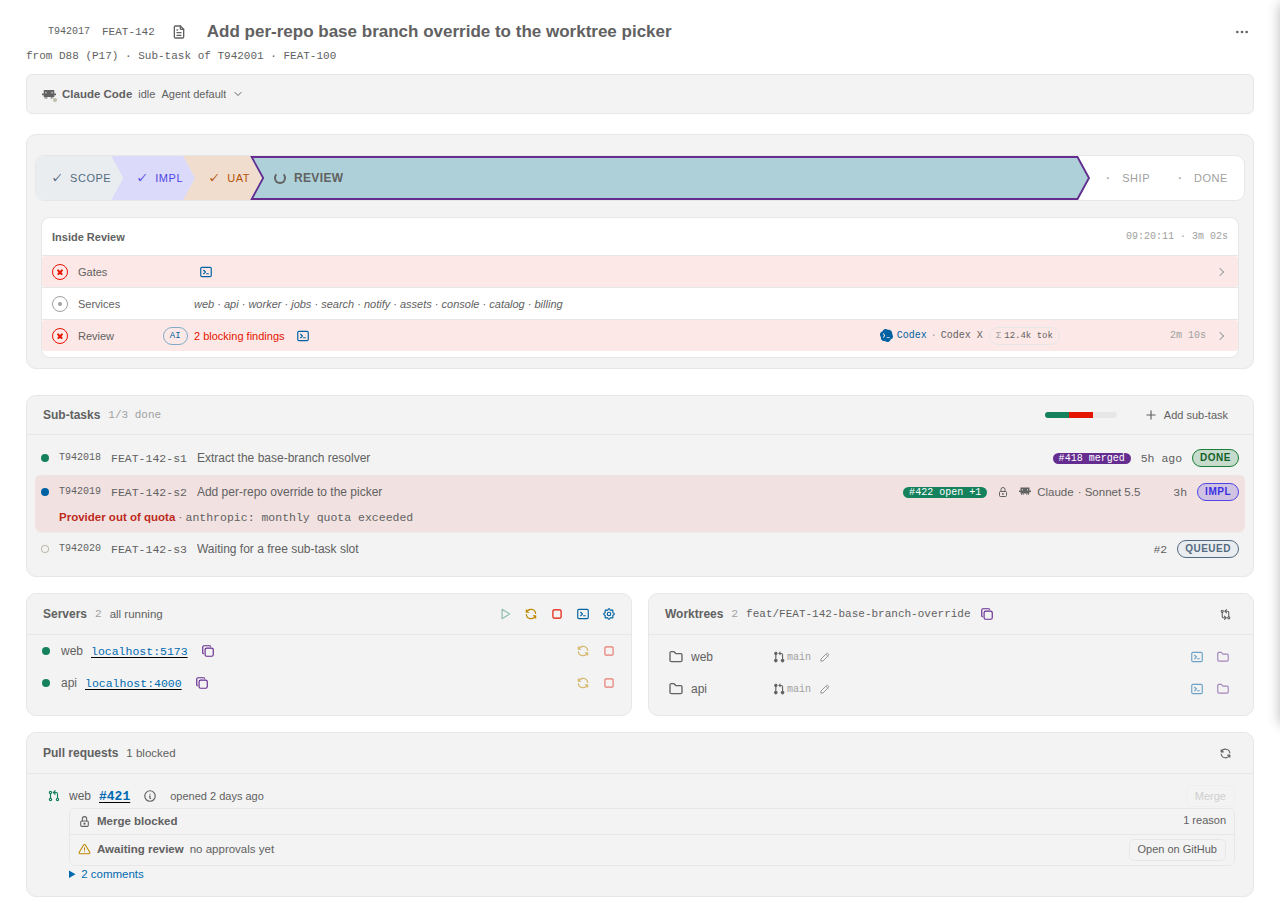 T942017 FEAT-142 Add per-repo base branch override to the worktree picker
from D88 (P17) · Sub-task of T942001 · FEAT-100
Claude Code idle Agent default
SCOPE IMPL UAT REVIEW · SHIP · DONE
Inside Review 09:20:11 · 3m 02s
Gates
Services web · api · worker · jobs · search · notify · assets · console · catalog · billing
Review AI 2 blocking findings Codex · Codex X Σ 12.4k tok 2m 10s
Sub-tasks 1/3 done Add sub-task
T942018 FEAT-142-s1 Extract the base-branch resolver #418 merged 5h ago DONE
T942019 FEAT-142-s2 Add per-repo override to the picker #422 open +1 Claude · Sonnet 5.5 3h IMPL
Provider out of quota · anthropic: monthly quota exceeded
T942020 FEAT-142-s3 Waiting for a free sub-task slot #2 QUEUED
Servers 2 all running
web localhost:5173
api localhost:4000
Worktrees 2 feat/FEAT-142-base-branch-override
web main
api main
Pull requests 1 blocked
web #421 opened 2 days ago Merge
Merge blocked 1 reason
Awaiting review no approvals yet Open on GitHub
2 comments